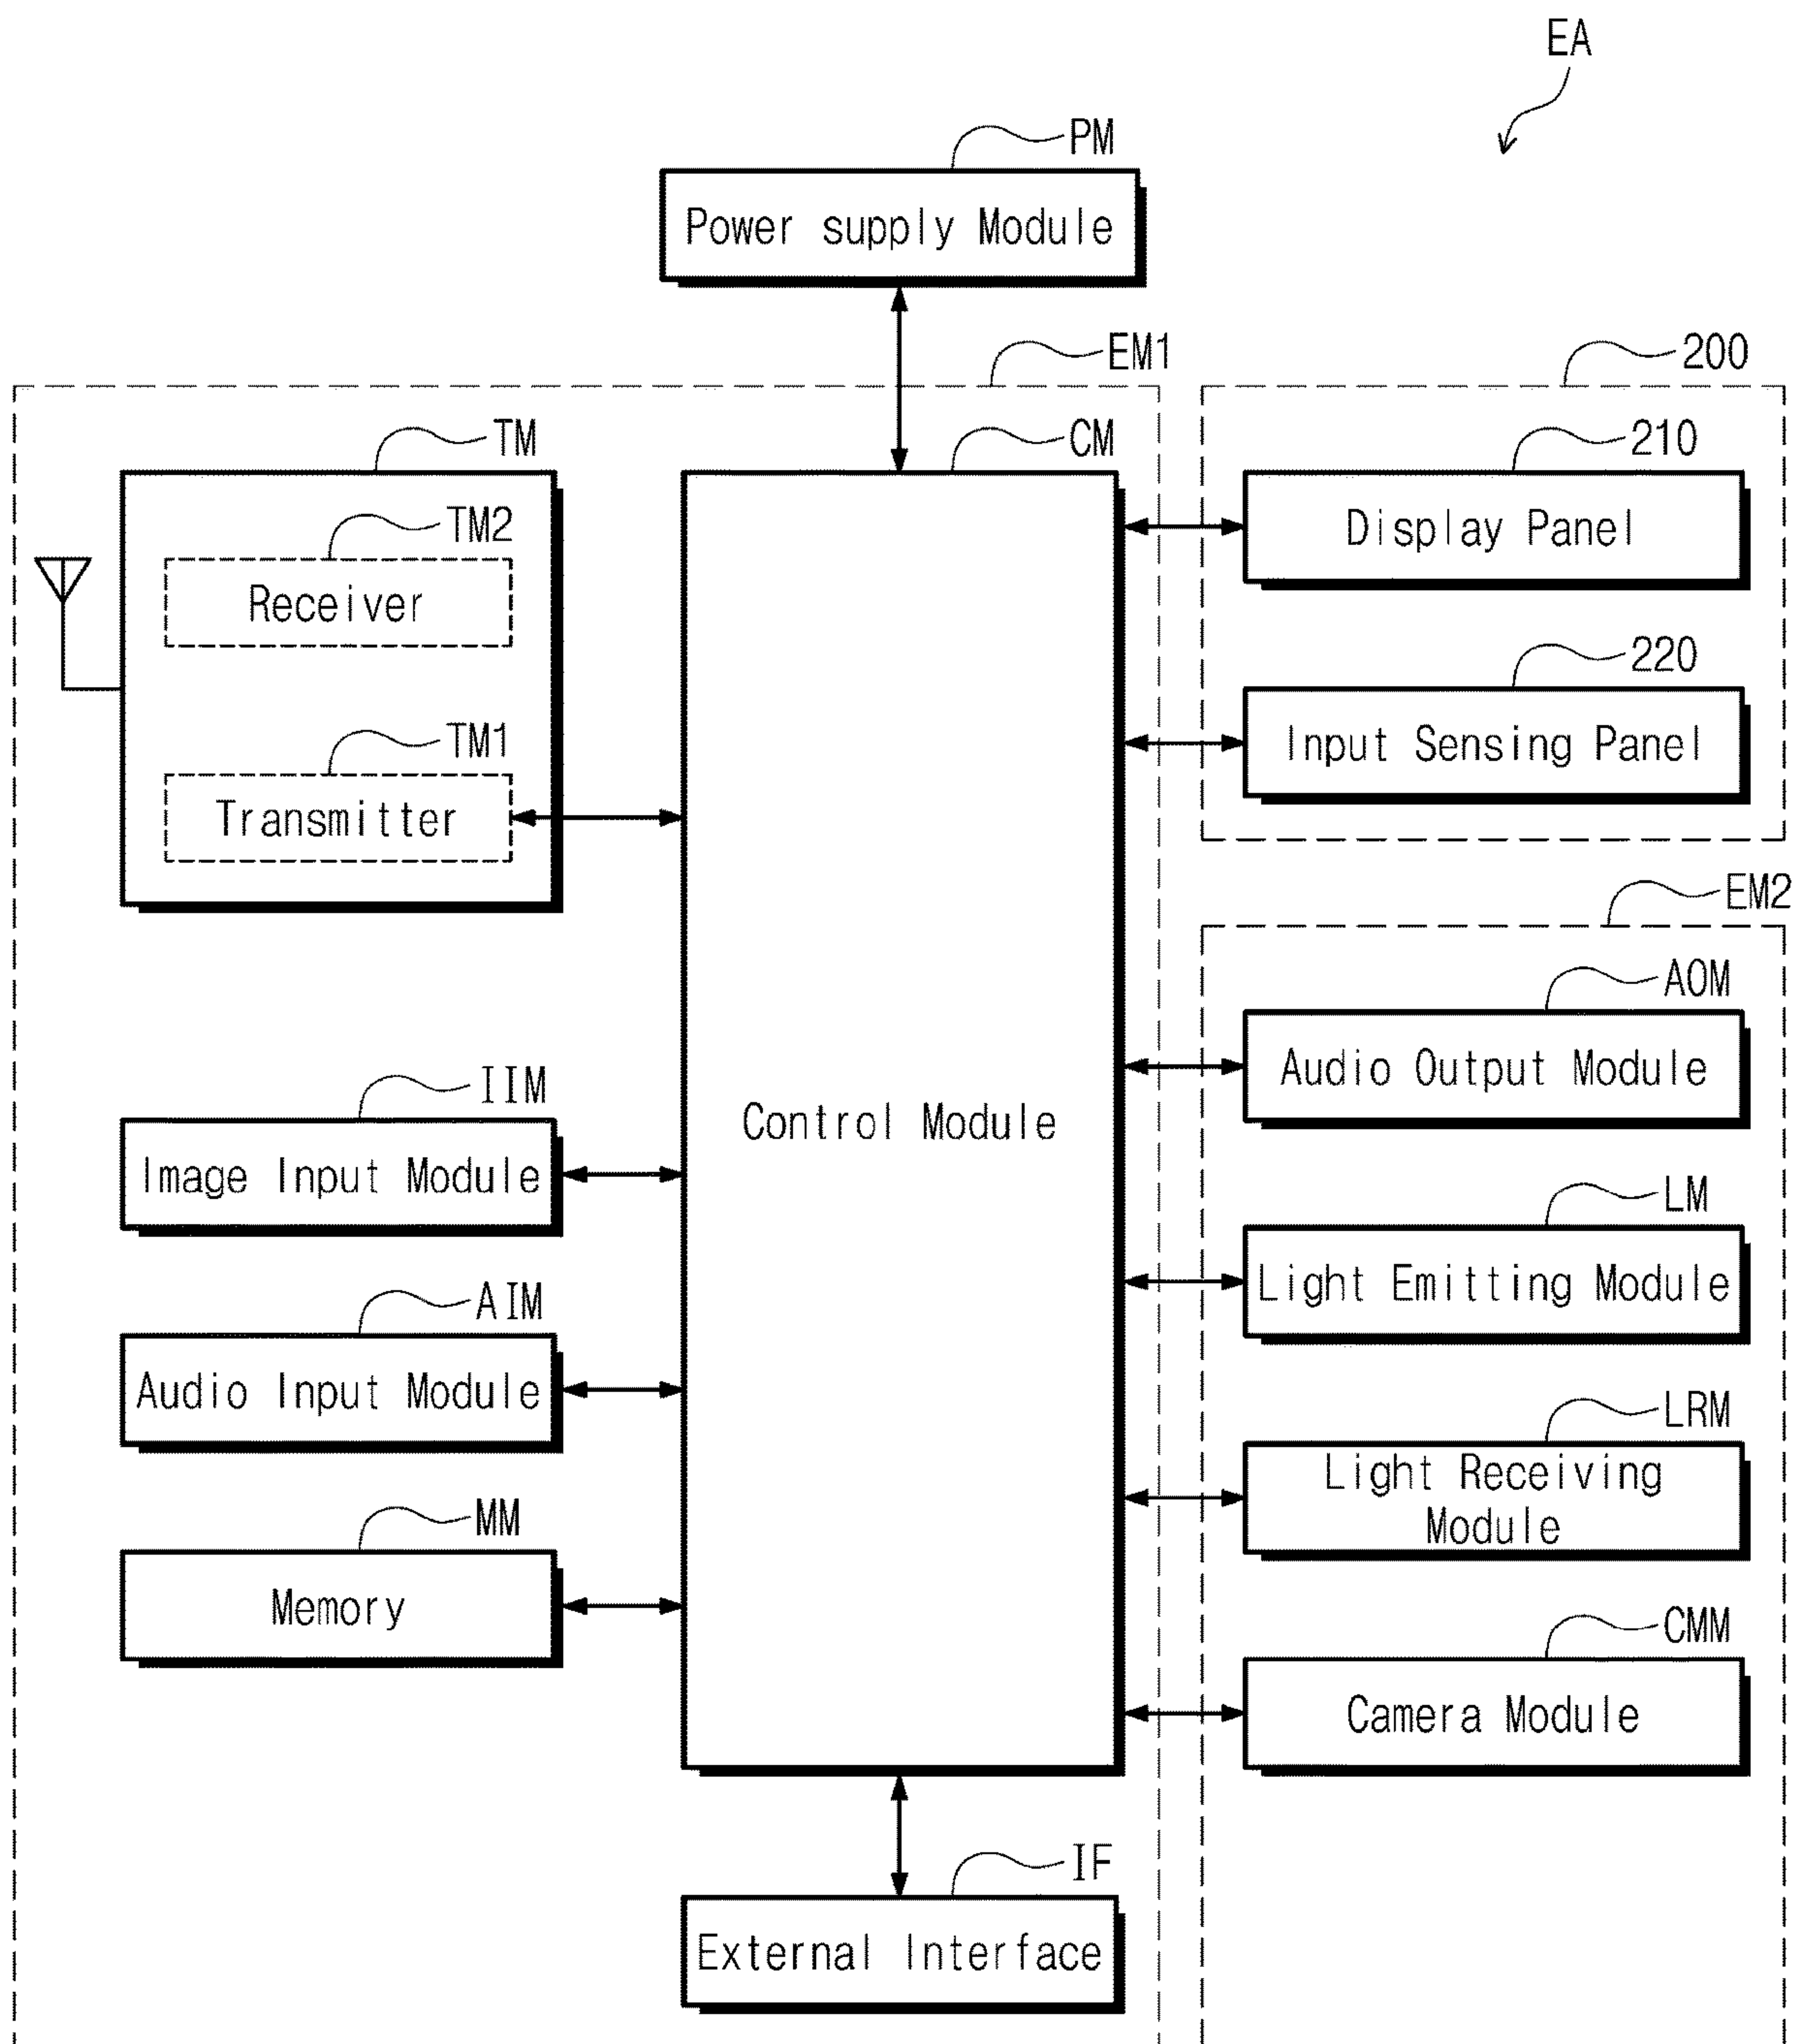 EA
PM
Power supply Module
EM1
200
TM
CM
210
Display Panel
TM2
Receiver
220
Input Sensing Panel
TM1
Transmitter
EM2
AOM
Audio Output Module
IIM
Image Input Module
Control Module
LM
Light Emitting Module
AIM
Audio Input Module
LRM
Light Receiving
Module
MM
Memory
CMM
Camera Module
IF
External Interface